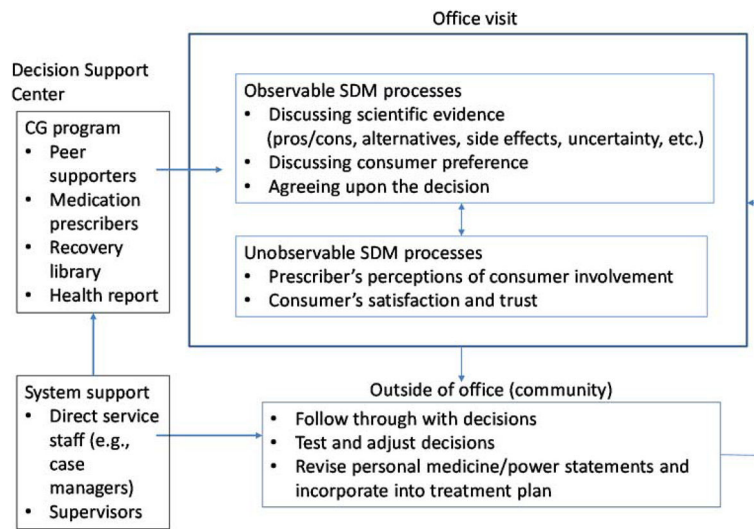 Office visit
Decision Support
Center
CG program
• Peer
supporters
• Medication
prescribers
• Recovery
library
• Health report
Observable SDM processes
• Discussing scientific evidence
(pros/cons, alternatives, side effects, uncertainty, etc.)
• Discussing consumer preference
• Agreeing upon the decision
Unobservable SDM processes
• Prescriber's perceptions of consumer involvement
• Consumer's satisfaction and trust
System support
• Direct service
staff (e.g.,
case
managers)
• Supervisors
Outside of office (community)
• Follow through with decisions
• Test and adjust decisions
• Revise personal medicine/power statements and
incorporate into treatment plan